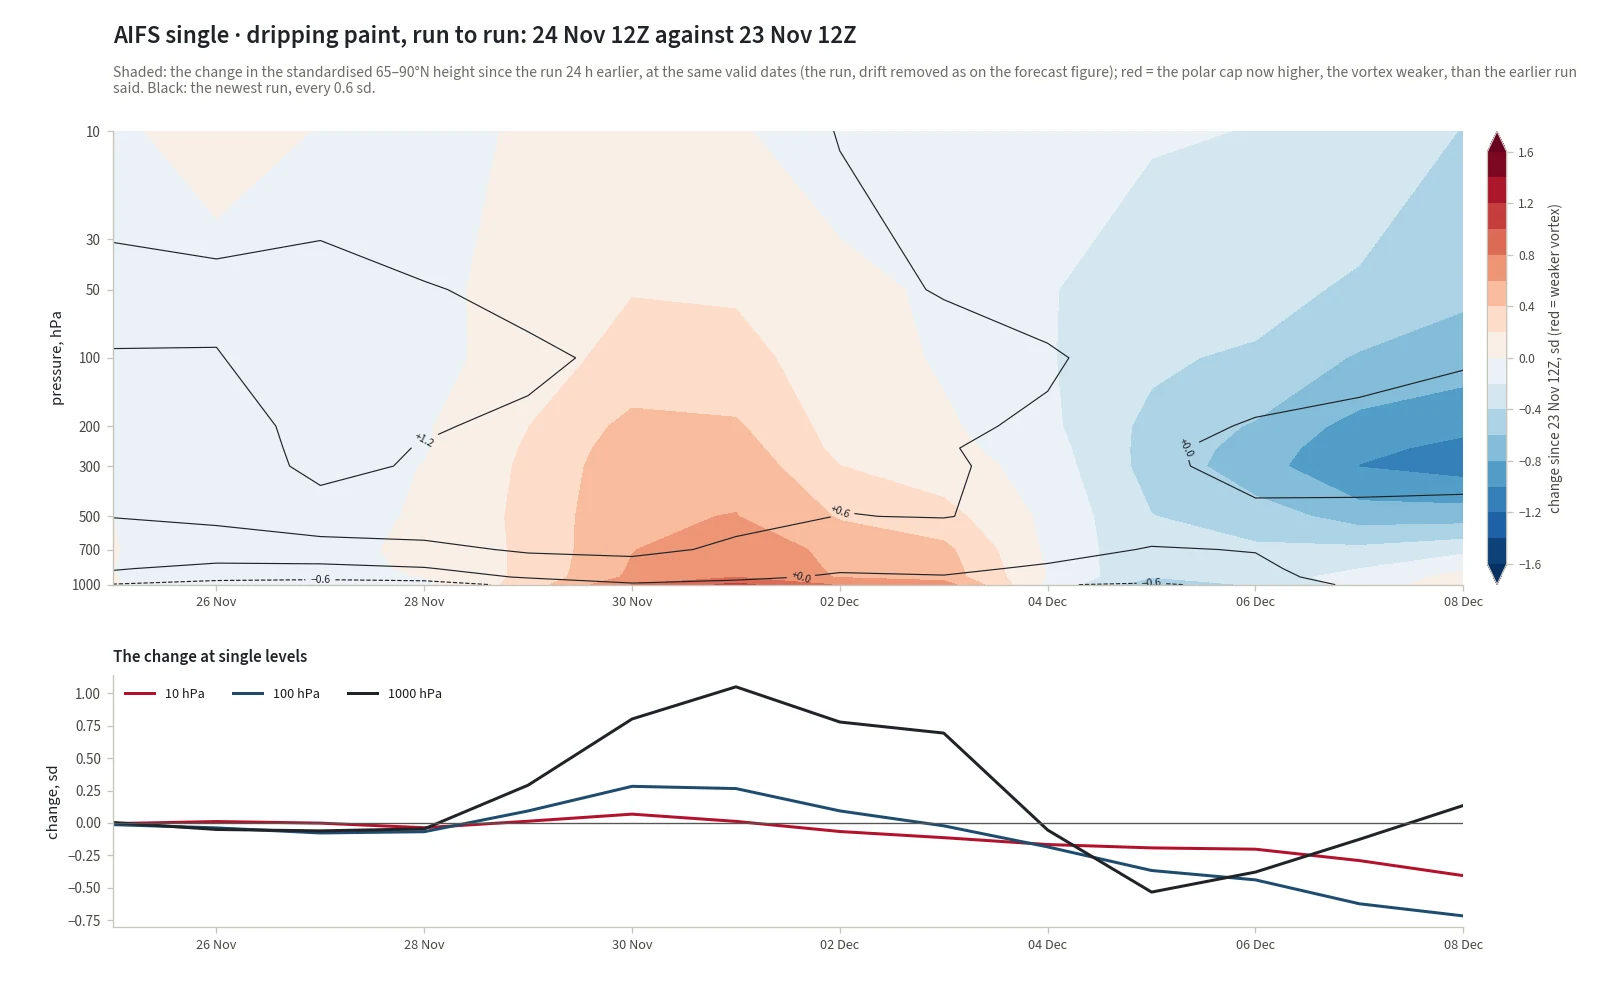 AIFS single · dripping paint, run to run: 24 Nov 12Z against 23 Nov 12Z
Shaded: the change in the standardised 65–90°N height since the run 24 h earlier, at the same valid dates (the run, drift removed as on the forecast figure); red = the polar cap now higher, the vortex weaker, than the earlier run
said. Black: the newest run, every 0.6 sd.
10
30
50
100
200
300
500
700
1000
pressure, hPa
+1.2
+0.6
+0.0
−0.6
+0.0
−0.6
26 Nov
28 Nov
30 Nov
02 Dec
04 Dec
06 Dec
08 Dec
1.6
1.2
0.8
0.4
0.0
−0.4
−0.8
−1.2
−1.6
change since 23 Nov 12Z, sd (red = weaker vortex)
The change at single levels
10 hPa
100 hPa
1000 hPa
1.00
0.75
0.50
0.25
0.00
−0.25
−0.50
−0.75
change, sd
26 Nov
28 Nov
30 Nov
02 Dec
04 Dec
06 Dec
08 Dec